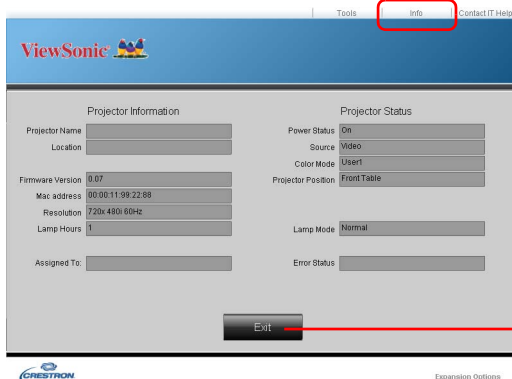 Tools Info Contact IT Help
ViewSonic
Projector Information
Projector Name
Location
Firmware Version 0.07
Mac address 00:00:11:99:22:88
Resolution 720x 480i 60Hz
Lamp Hours 1
Assigned To:
Projector Status
Power Status On
Source Video
Color Mode User1
Projector Position Front Table
Lamp Mode Normal
Error Status
Exit
CRESTRON
Expansion Options